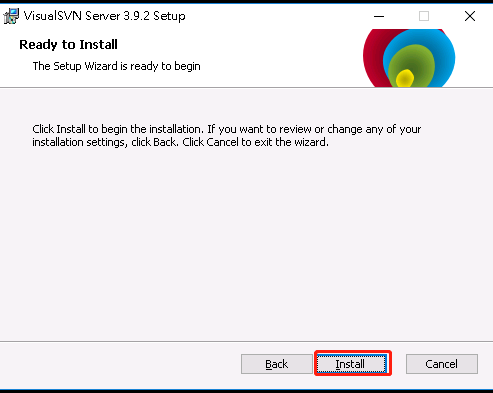 VisualSVN Server 3.9.2 Setup
Ready to Install
The Setup Wizard is ready to begin
Click Install to begin the installation. If you want to review or change any of your
installation settings, click Back. Click Cancel to exit the wizard.
Back Install Cancel